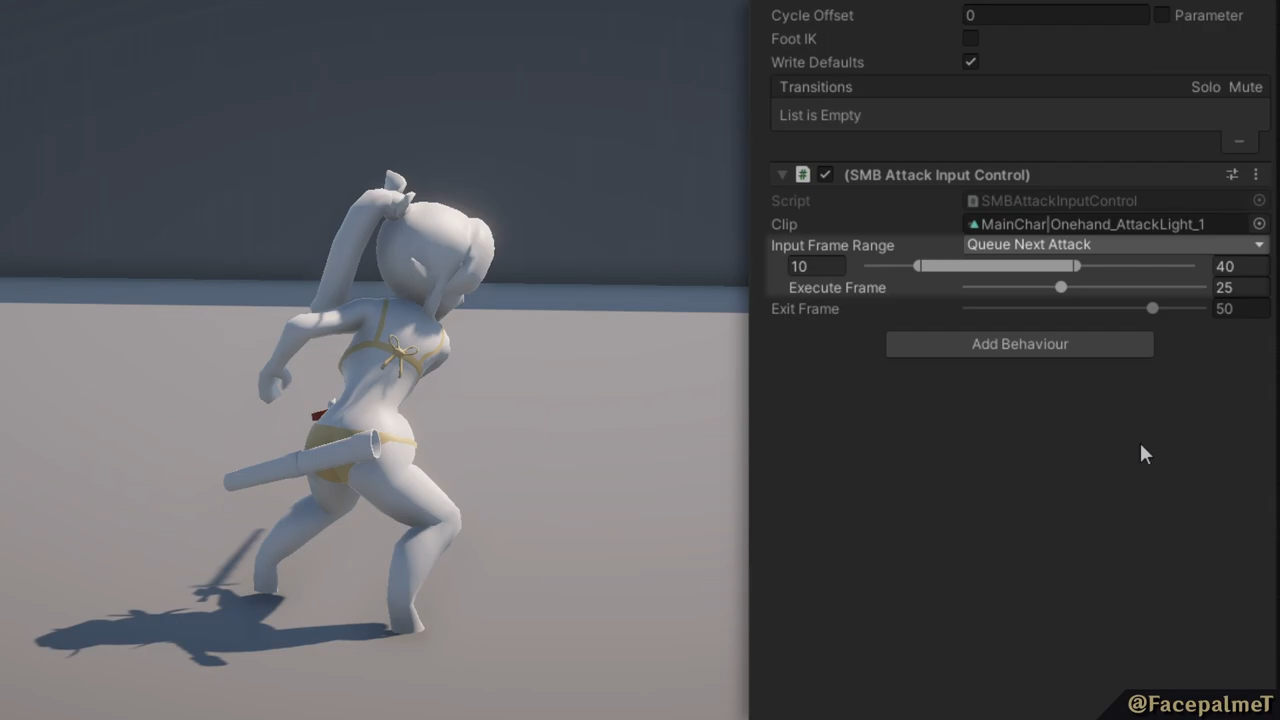 Cycle Offset 0 Parameter
Foot IK
Write Defaults
Transitions Solo Mute
List is Empty
(SMB Attack Input Control)
Script SMBAttackInputControl
Clip MainChar|Onehand_AttackLight_1
Input Frame Range Queue Next Attack
10 40
Execute Frame 25
Exit Frame 50
Add Behaviour
@FacepalmeT